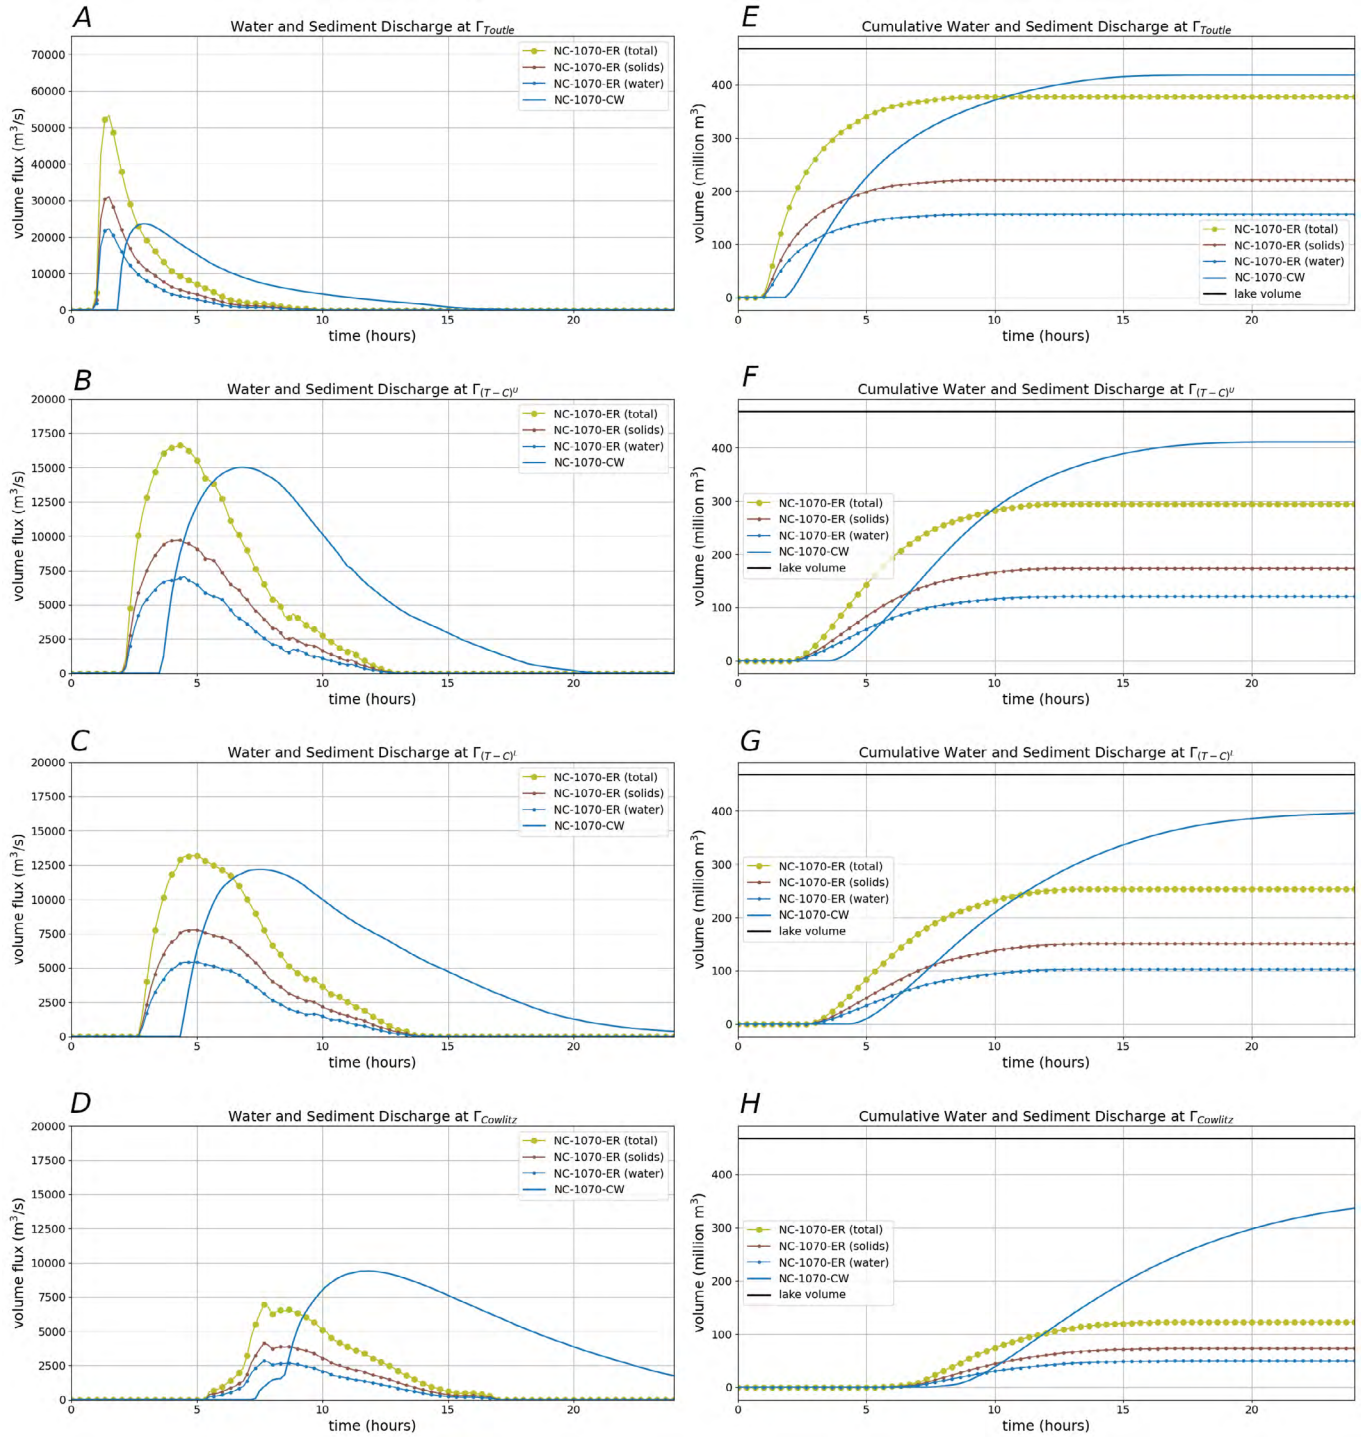 A
Water and Sediment Discharge at Γ_Toutle
NC-1070-ER (total)
NC-1070-ER (solids)
NC-1070-ER (water)
NC-1070-CW
70000
60000
50000
40000
30000
20000
10000
0
volume flux (m³/s)
0 5 10 15 20
time (hours)
E
Cumulative Water and Sediment Discharge at Γ_Toutle
400
300
200
100
0
volume (million m³)
NC-1070-ER (total)
NC-1070-ER (solids)
NC-1070-ER (water)
NC-1070-CW
lake volume
0 5 10 15 20
time (hours)
B
Water and Sediment Discharge at Γ_(T−C)^U
NC-1070-ER (total)
NC-1070-ER (solids)
NC-1070-ER (water)
NC-1070-CW
20000
17500
15000
12500
10000
7500
5000
2500
0
volume flux (m³/s)
0 5 10 15 20
time (hours)
F
Cumulative Water and Sediment Discharge at Γ_(T−C)^U
400
300
200
100
0
volume (million m³)
NC-1070-ER (total)
NC-1070-ER (solids)
NC-1070-ER (water)
NC-1070-CW
lake volume
0 5 10 15 20
time (hours)
C
Water and Sediment Discharge at Γ_(T−C)^L
NC-1070-ER (total)
NC-1070-ER (solids)
NC-1070-ER (water)
NC-1070-CW
20000
17500
15000
12500
10000
7500
5000
2500
0
volume flux (m³/s)
0 5 10 15 20
time (hours)
G
Cumulative Water and Sediment Discharge at Γ_(T−C)^L
400
300
200
100
0
volume (million m³)
NC-1070-ER (total)
NC-1070-ER (solids)
NC-1070-ER (water)
NC-1070-CW
lake volume
0 5 10 15 20
time (hours)
D
Water and Sediment Discharge at Γ_Cowlitz
NC-1070-ER (total)
NC-1070-ER (solids)
NC-1070-ER (water)
NC-1070-CW
20000
17500
15000
12500
10000
7500
5000
2500
0
volume flux (m³/s)
0 5 10 15 20
time (hours)
H
Cumulative Water and Sediment Discharge at Γ_Cowlitz
400
300
200
100
0
volume (million m³)
NC-1070-ER (total)
NC-1070-ER (solids)
NC-1070-ER (water)
NC-1070-CW
lake volume
0 5 10 15 20
time (hours)